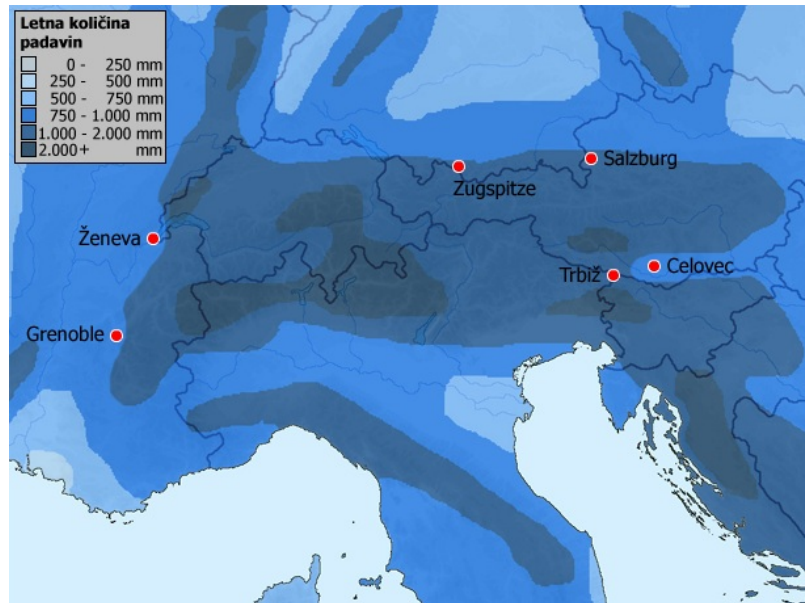 Letna količina
padavin
0 - 250 mm
250 - 500 mm
500 - 750 mm
750 - 1.000 mm
1.000 - 2.000 mm
2.000 + mm
Salzburg
Zugspitze
Ženeva
Celovec
Trbiž
Grenoble